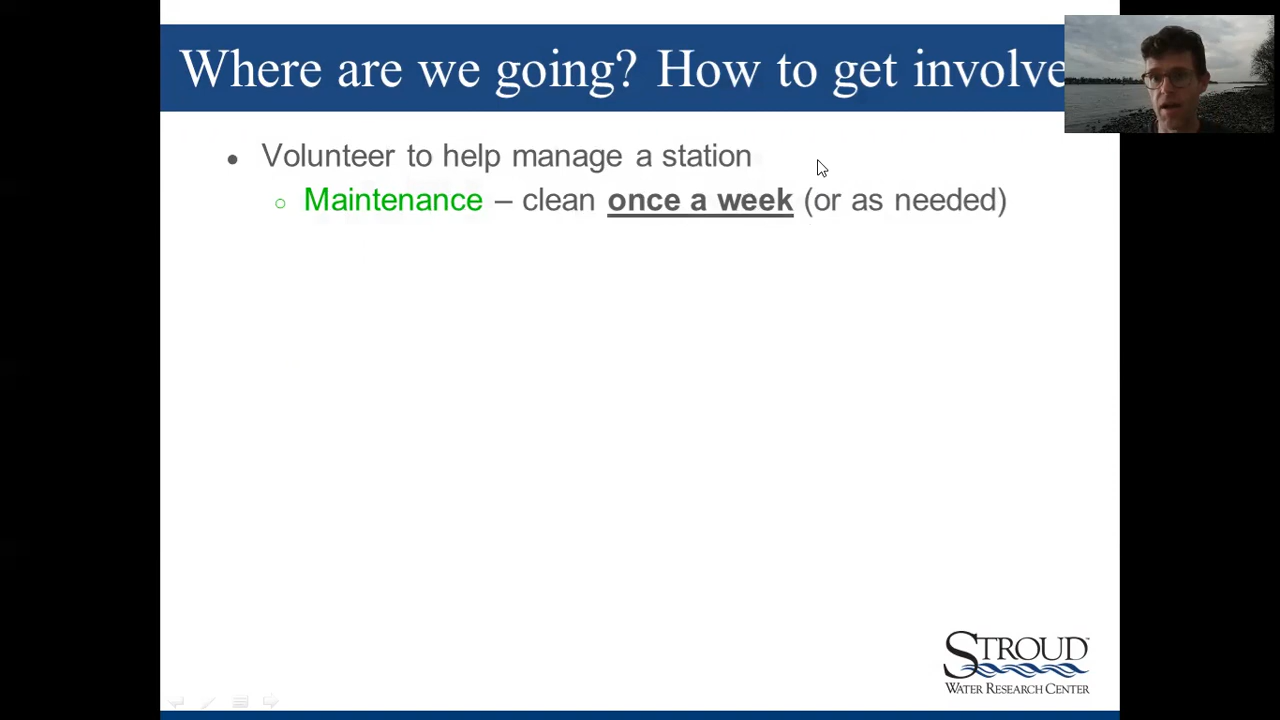 Where are we going? How to get involve
• Volunteer to help manage a station
○ Maintenance – clean once a week (or as needed)
STROUD™
WATER RESEARCH CENTER